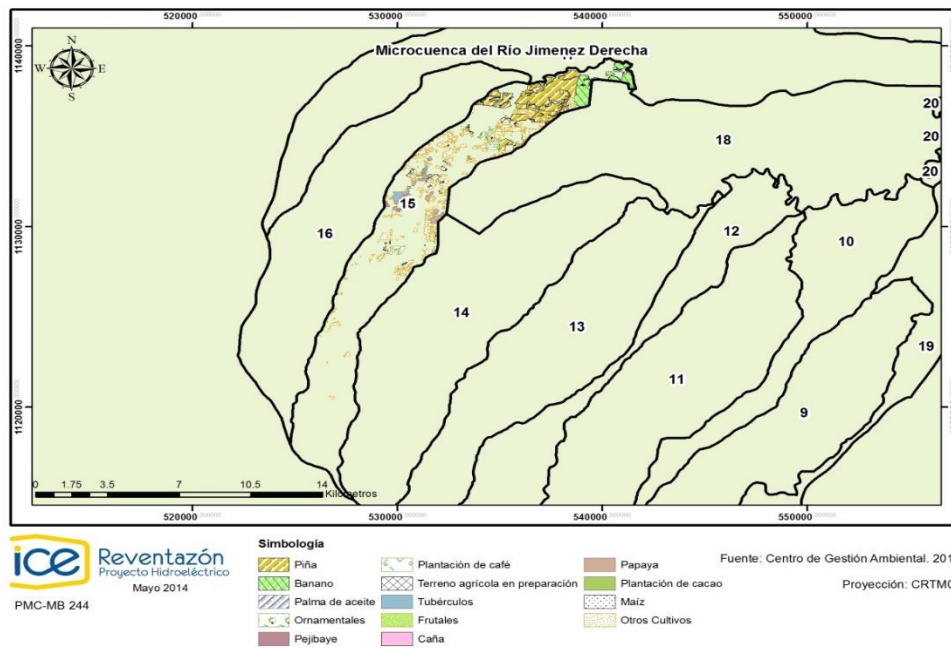 520000 530000 540000 550000
1140000
Microcuenca del Río Jimenez Derecha
N
W E
S
20
18
20
20
15
16
1130000
12
10
14
13
19
11
9
1120000
0 1.75 3.5 7 10.5 14
Kilómetros
520000 530000 540000 550000
ice Reventazón
Proyecto Hidroeléctrico
Mayo 2014
PMC-MB 244
Simbología
Piña
Banano
Palma de aceite
Ornamentales
Pejibaye
Plantación de café
Terreno agrícola en preparación
Tubérculos
Frutales
Caña
Papaya
Plantación de cacao
Maíz
Otros Cultivos
Fuente: Centro de Gestión Ambiental. 201
Proyección: CRTM0